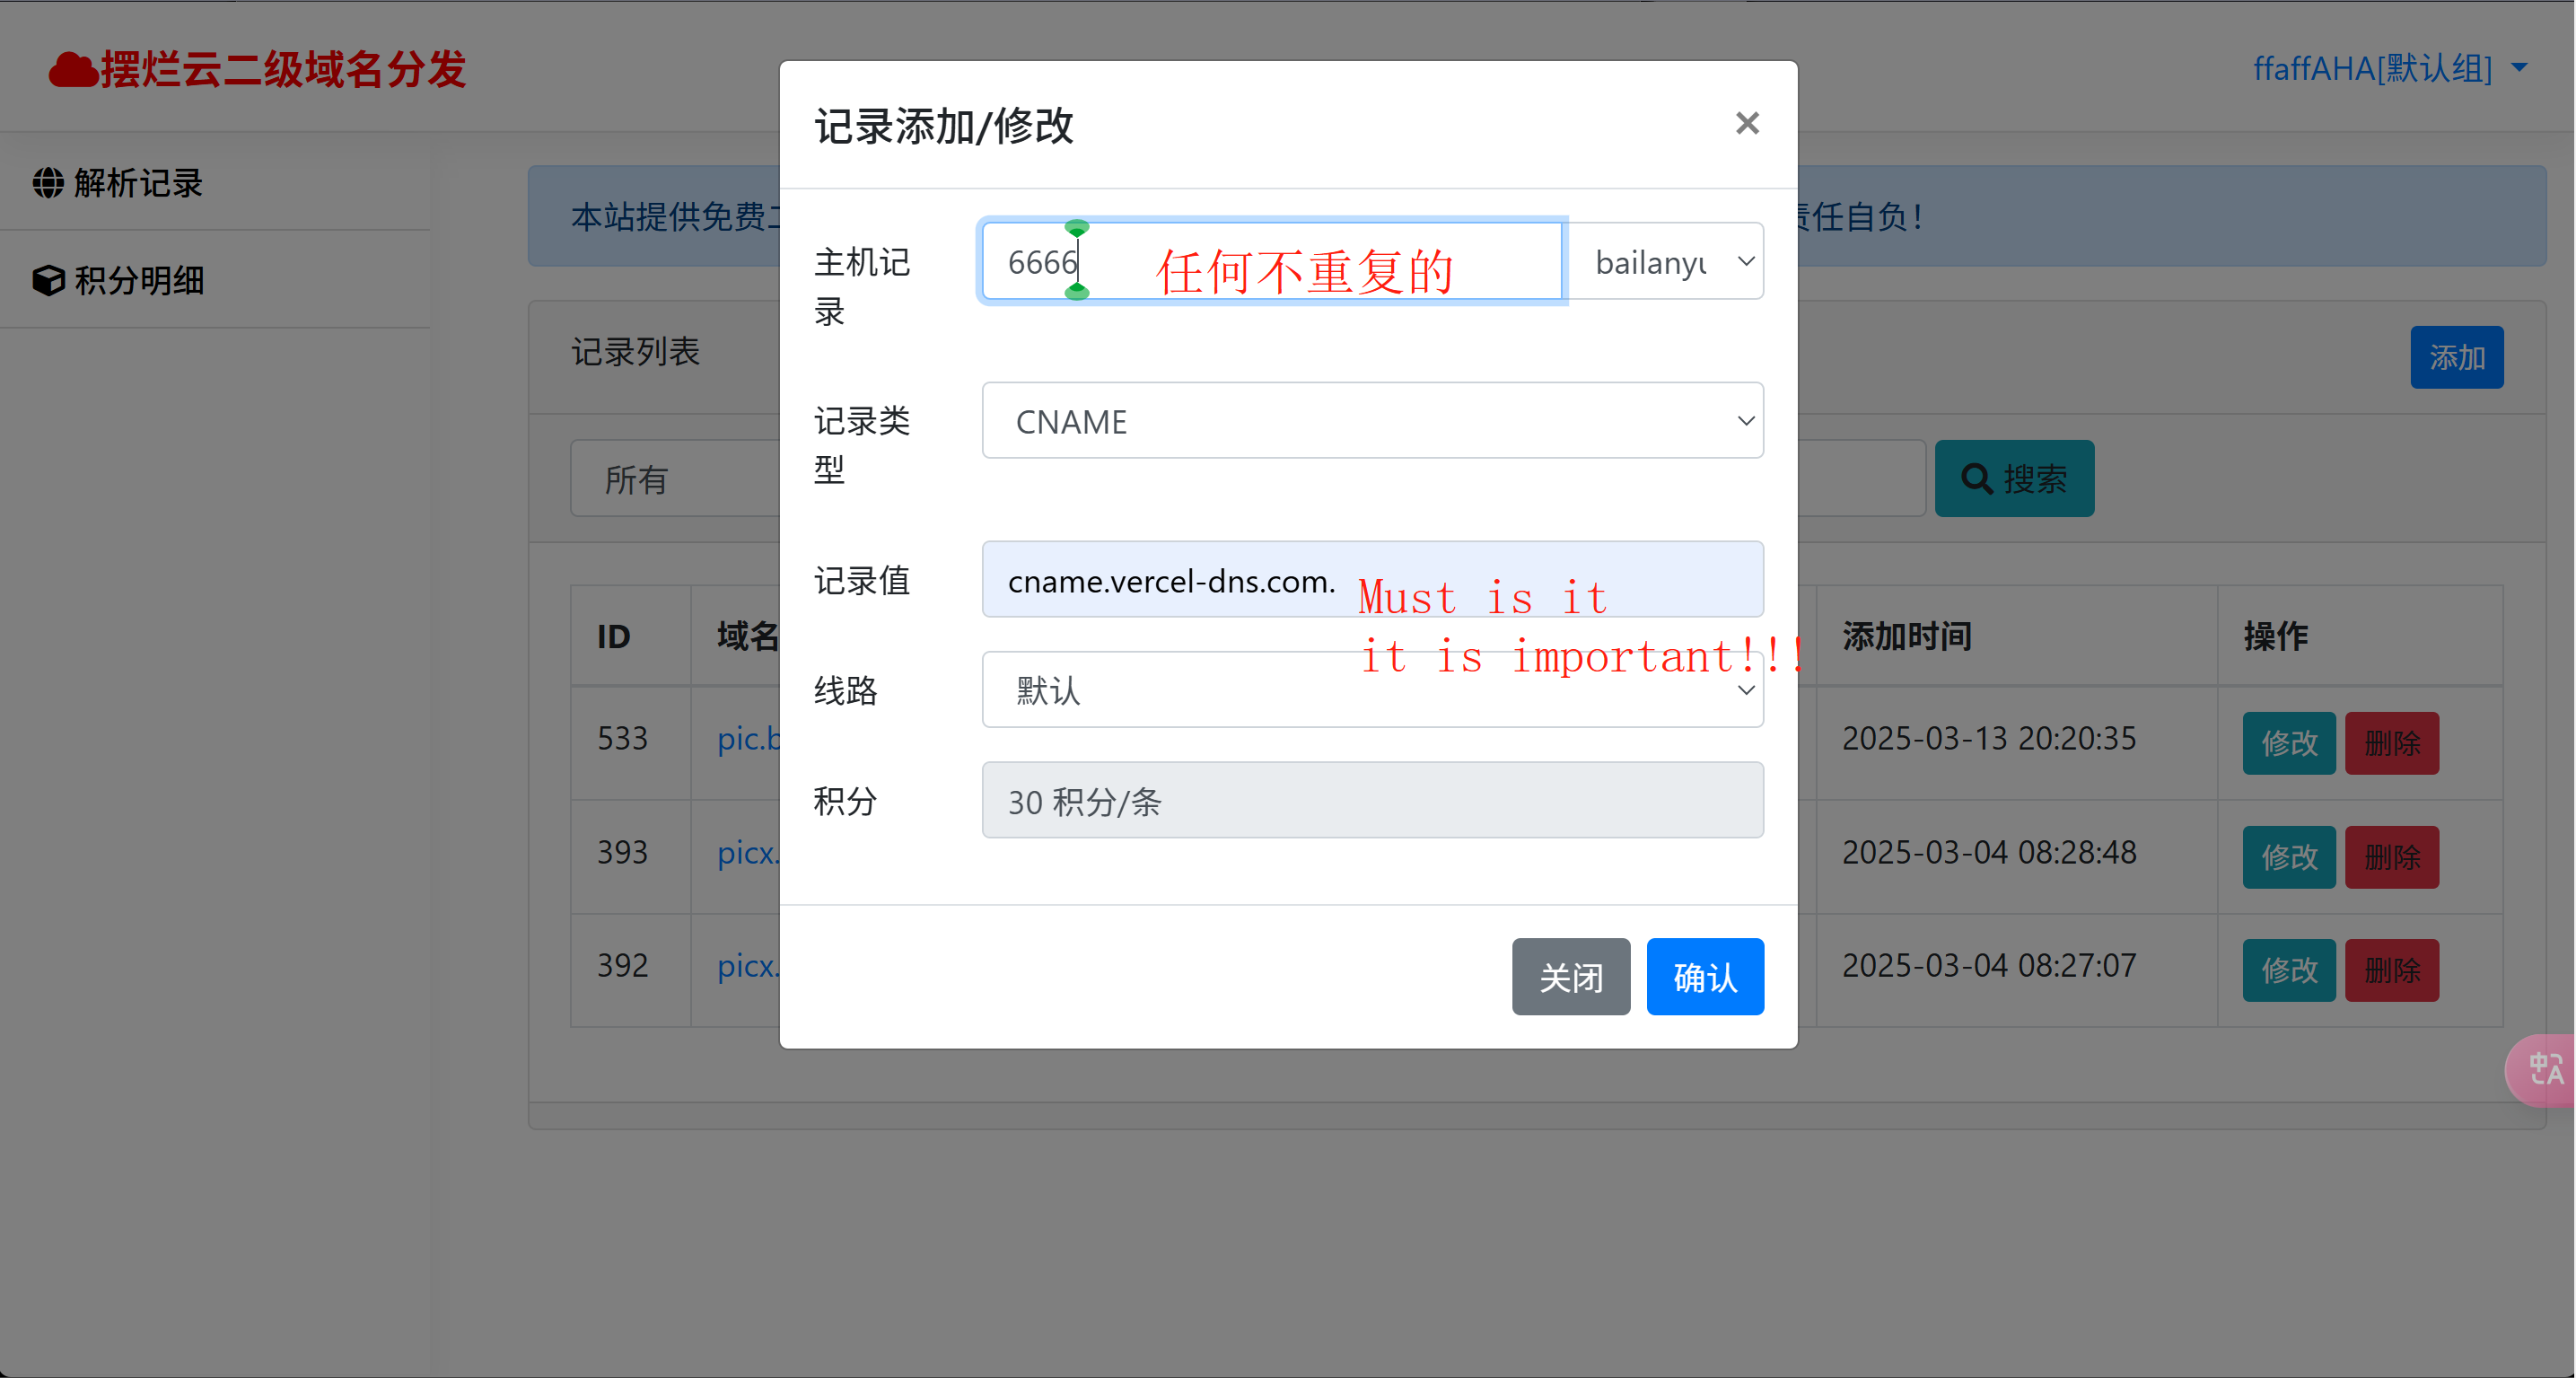 摆烂云二级域名分发
ffaffAHA[默认组]
解析记录
积分明细
本站提供免费
责任自负！
记录列表
添加
所有
搜索
ID 域名 添加时间 操作
533 pic.b 2025-03-13 20:20:35 修改 删除
393 picx. 2025-03-04 08:28:48 修改 删除
392 picx. 2025-03-04 08:27:07 修改 删除
记录添加/修改
×
主机记录
6666 任何不重复的 bailanyu
记录类型
CNAME
记录值
cname.vercel-dns.com. Must is it
it is important!!!
线路
默认
积分
30 积分/条
关闭 确认